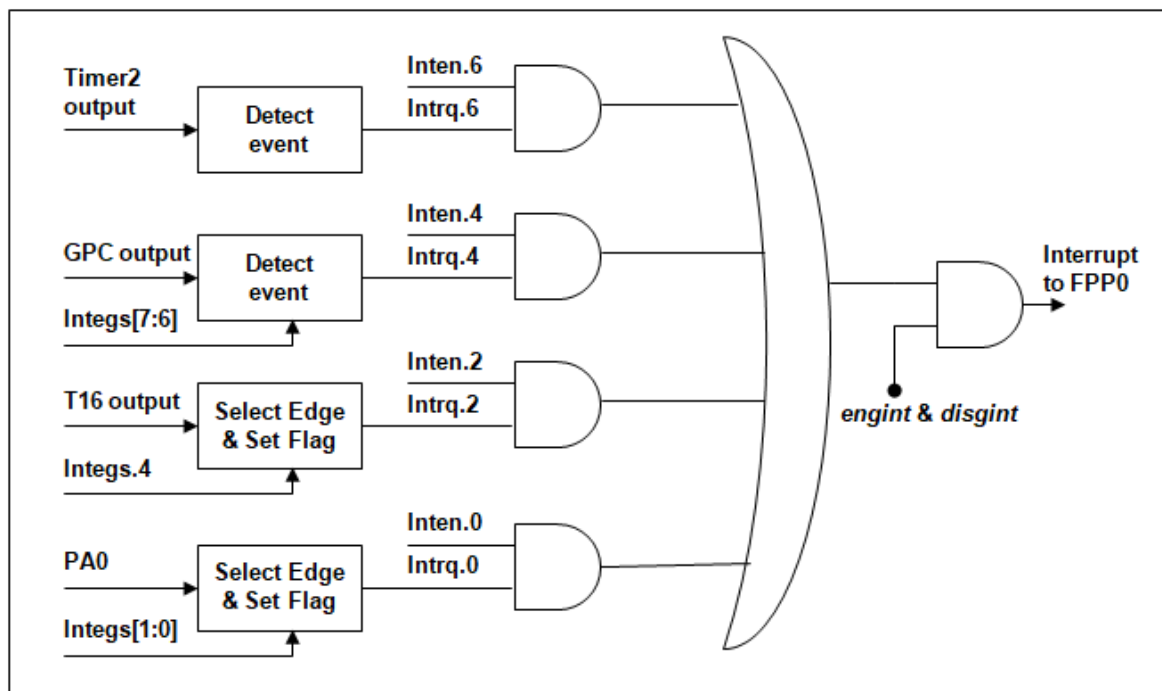 Timer2
output
Detect
event
Inten.6
Intrq.6
GPC output
Integs[7:6]
Detect
event
Inten.4
Intrq.4
T16 output
Integs.4
Select Edge
& Set Flag
Inten.2
Intrq.2
PA0
Integs[1:0]
Select Edge
& Set Flag
Inten.0
Intrq.0
engint & disgint
Interrupt
to FPP0